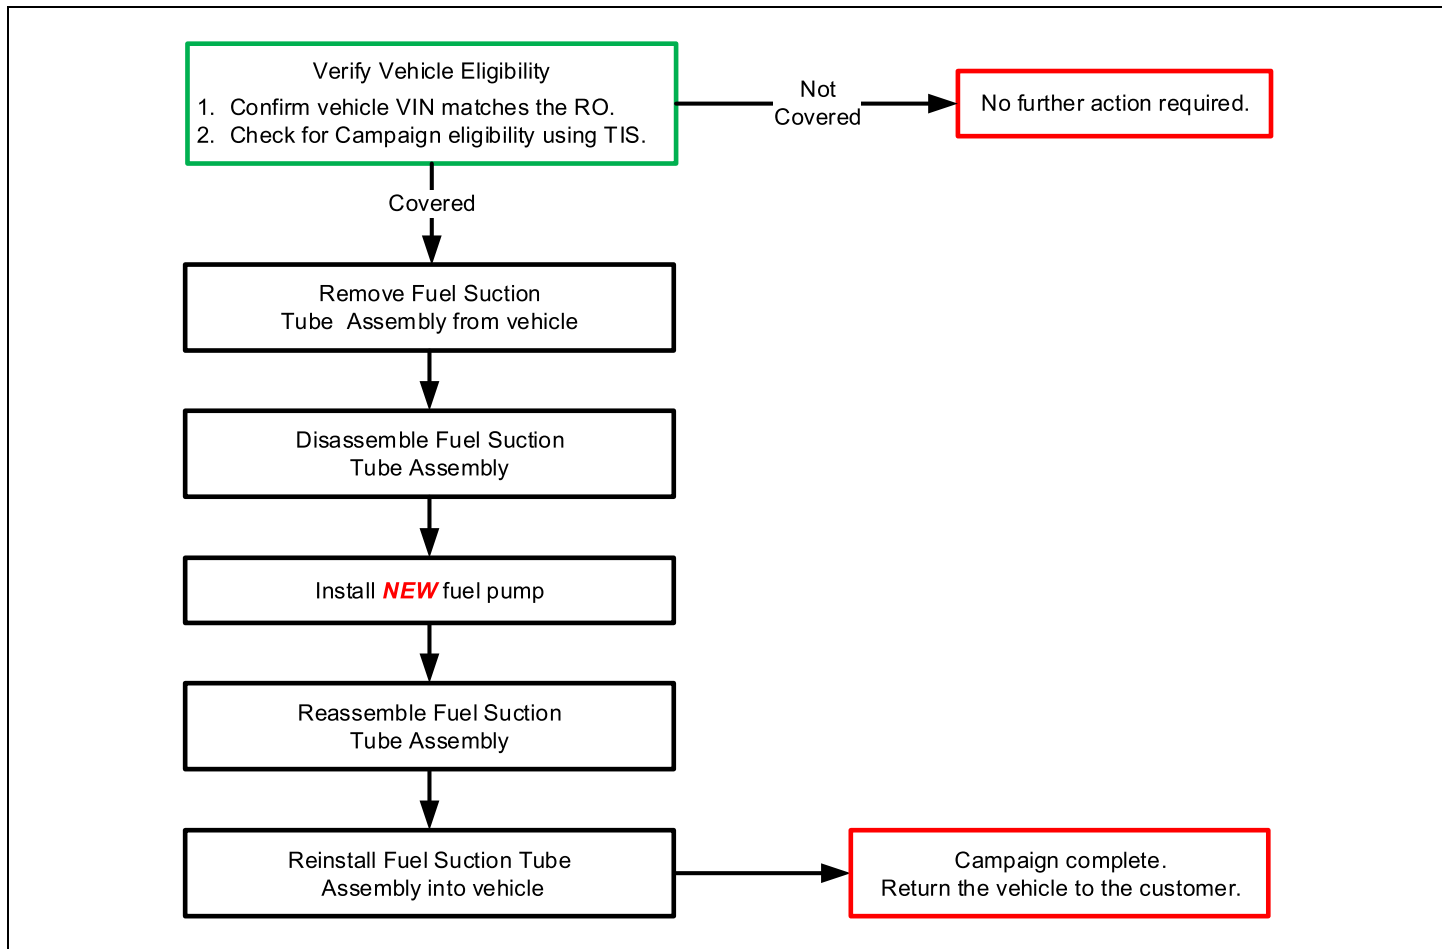 Verify Vehicle Eligibility
1. Confirm vehicle VIN matches the RO.
2. Check for Campaign eligibility using TIS.
Not
Covered
No further action required.
Covered
Remove Fuel Suction
Tube Assembly from vehicle
Disassemble Fuel Suction
Tube Assembly
Install NEW fuel pump
Reassemble Fuel Suction
Tube Assembly
Reinstall Fuel Suction Tube
Assembly into vehicle
Campaign complete.
Return the vehicle to the customer.